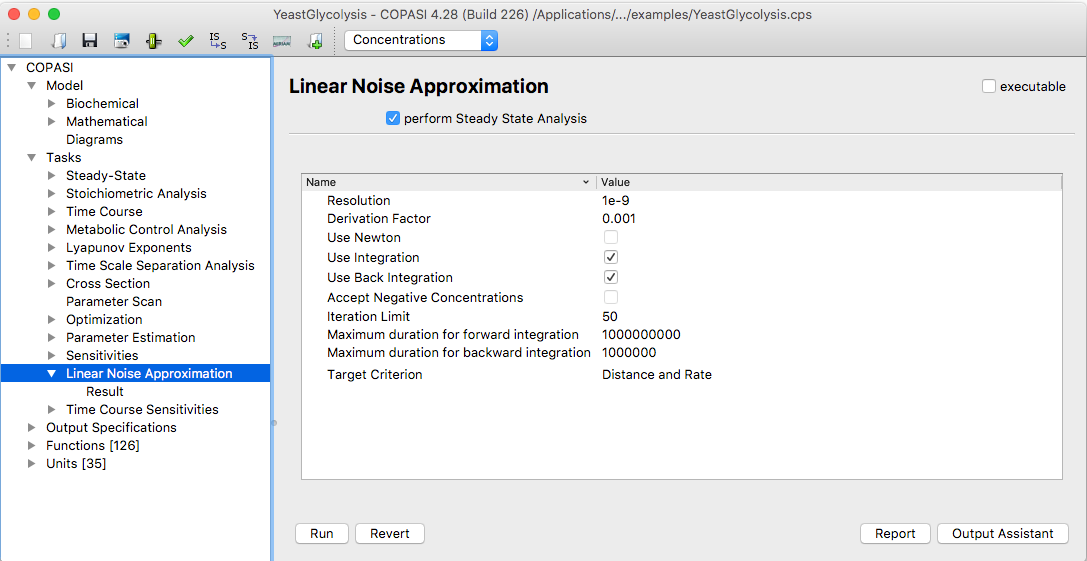 YeastGlycolysis - COPASI 4.28 (Build 226) /Applications/.../examples/YeastGlycolysis.cps
IS S S IS MIRIAM Concentrations
COPASI
Model
Biochemical
Mathematical
Diagrams
Tasks
Steady-State
Stoichiometric Analysis
Time Course
Metabolic Control Analysis
Lyapunov Exponents
Time Scale Separation Analysis
Cross Section
Parameter Scan
Optimization
Parameter Estimation
Sensitivities
Linear Noise Approximation
Result
Time Course Sensitivities
Output Specifications
Functions [126]
Units [35]
Linear Noise Approximation
executable
perform Steady State Analysis
Name Value
Resolution 1e-9
Derivation Factor 0.001
Use Newton
Use Integration
Use Back Integration
Accept Negative Concentrations
Iteration Limit 50
Maximum duration for forward integration 1000000000
Maximum duration for backward integration 1000000
Target Criterion Distance and Rate
Run Revert Report Output Assistant